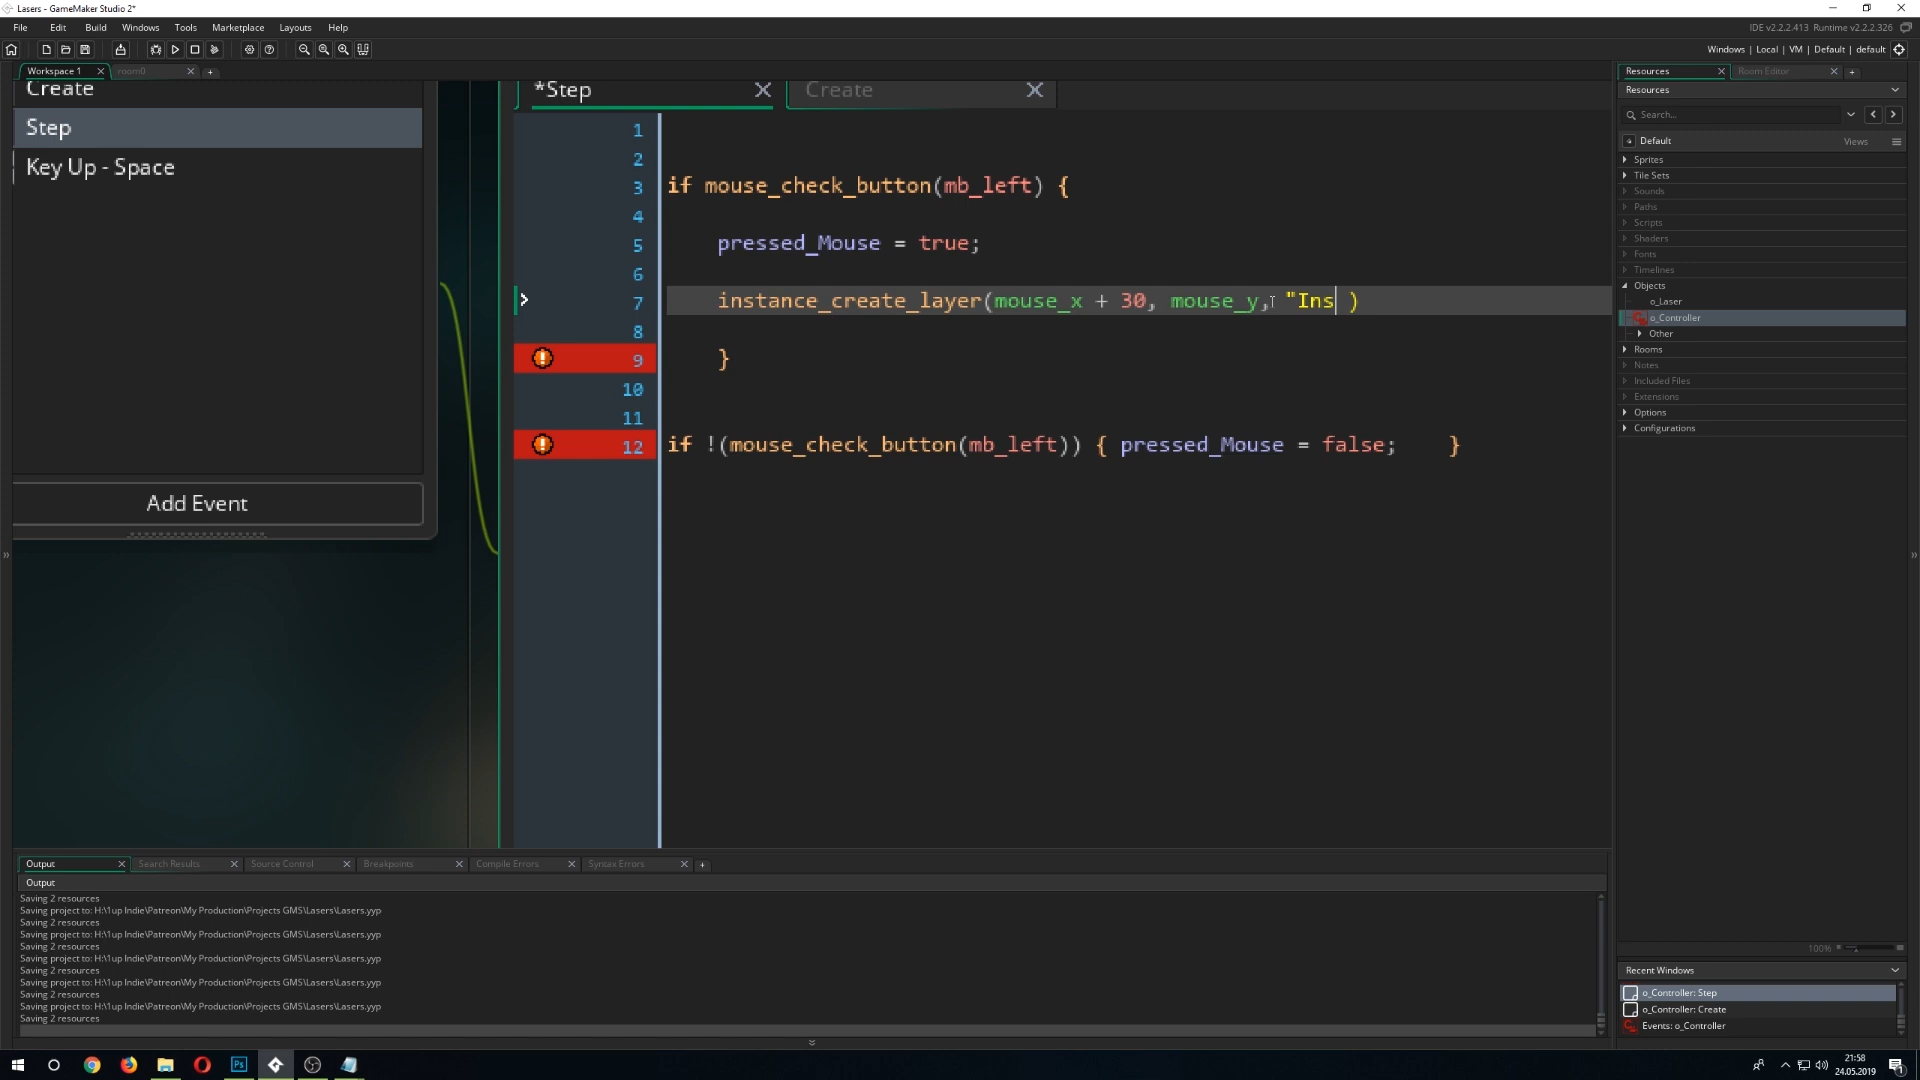 Lasers - GameMaker Studio 2*
File Edit Build Windows Tools Marketplace Layouts Help
IDE v2.2.2.413 Runtime v2.2.2.326
Windows | Local | VM | Default | default
Workspace 1
room0
Create
Step
Key Up - Space
Add Event
*Step
Create
1
2
3 if mouse_check_button(mb_left) {
4
5 pressed_Mouse = true;
6
7 instance_create_layer(mouse_x + 30, mouse_y, "Ins )
8
9 }
10
11
12 if !(mouse_check_button(mb_left)) { pressed_Mouse = false; }
Output Search Results Source Control Breakpoints Compile Errors Syntax Errors
Output
Saving 2 resources
Saving project to: H:\1up Indie\Patreon\My Production\Projects GMS\Lasers\Lasers.yyp
Saving 2 resources
Saving project to: H:\1up Indie\Patreon\My Production\Projects GMS\Lasers\Lasers.yyp
Saving 2 resources
Saving project to: H:\1up Indie\Patreon\My Production\Projects GMS\Lasers\Lasers.yyp
Saving 2 resources
Saving project to: H:\1up Indie\Patreon\My Production\Projects GMS\Lasers\Lasers.yyp
Saving 2 resources
Saving project to: H:\1up Indie\Patreon\My Production\Projects GMS\Lasers\Lasers.yyp
Saving 2 resources
Resources
Room Editor
Resources
Search...
Default
Views
Sprites
Tile Sets
Sounds
Paths
Scripts
Shaders
Fonts
Timelines
Objects
o_Laser
o_Controller
Other
Rooms
Notes
Included Files
Extensions
Options
Configurations
100%
Recent Windows
o_Controller: Step
o_Controller: Create
Events: o_Controller
Ps
21:58
24.05.2019